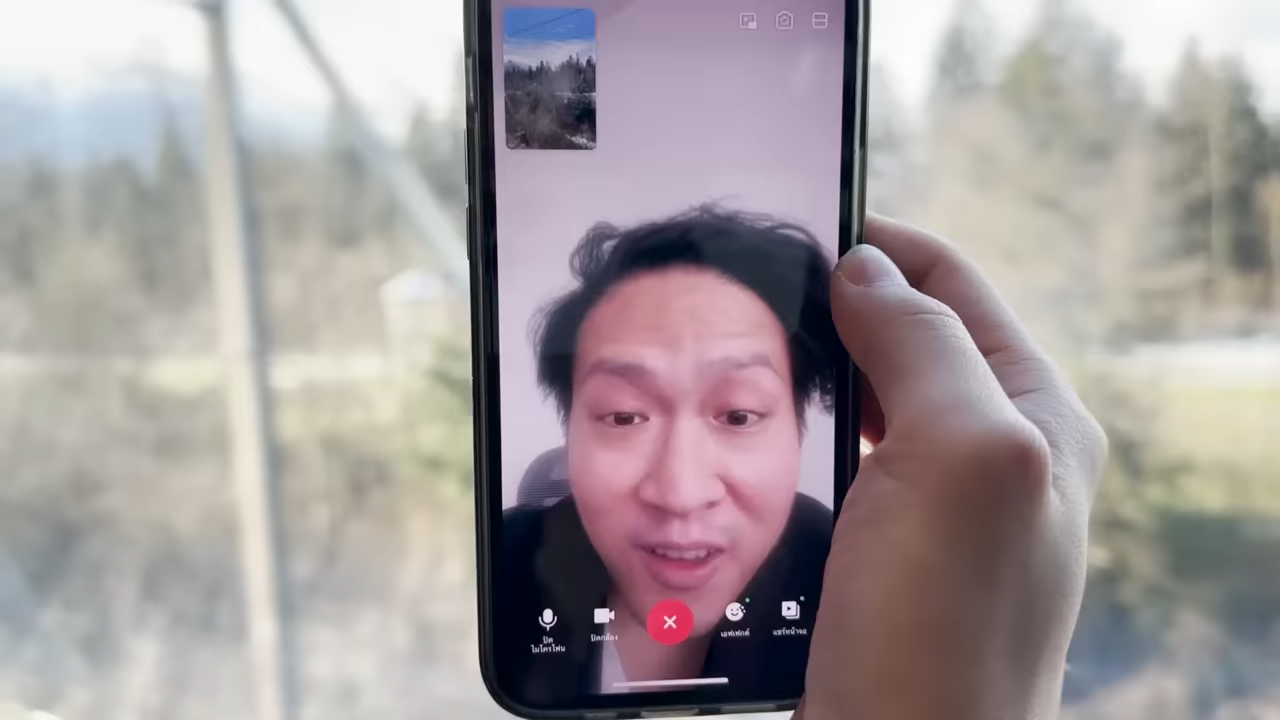 ปิด
ไมโครโฟน
ปิดกล้อง
เอฟเฟกต์
แชร์หน้าจอ